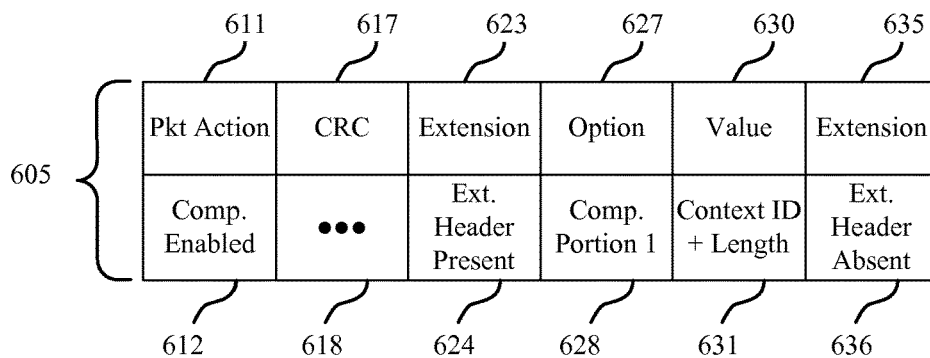 611 617 623 627 630 635
Pkt Action CRC Extension Option Value Extension
605
Comp. Enabled
•••
Ext. Header Present
Comp. Portion 1
Context ID + Length
Ext. Header Absent
612 618 624 628 631 636